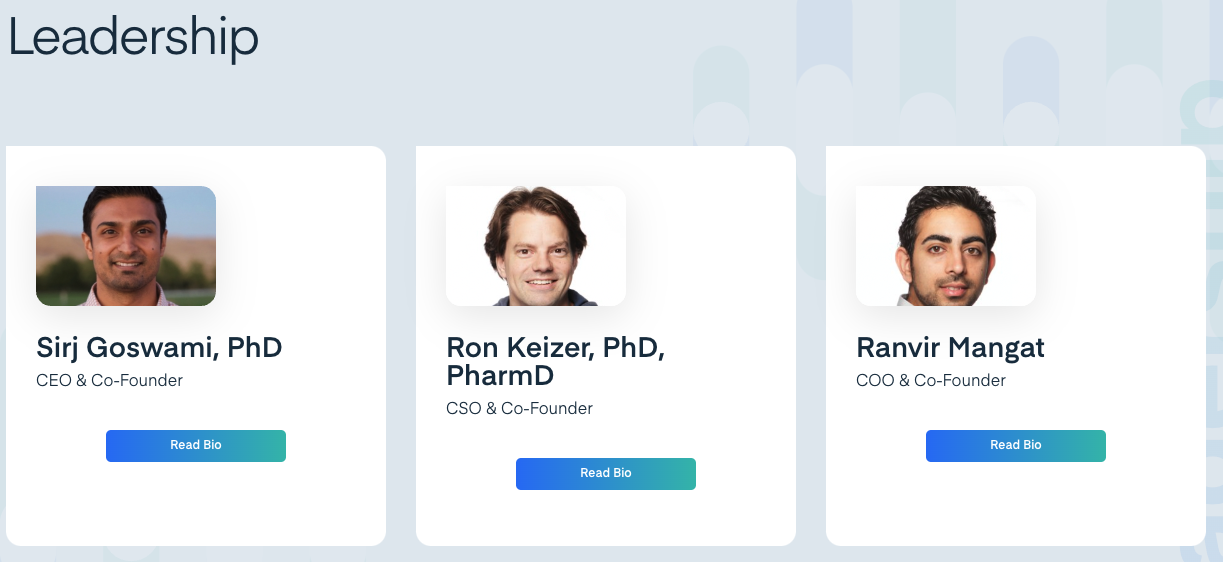 Leadership
Sirj Goswami, PhD
CEO & Co-Founder
Read Bio
Ron Keizer, PhD,
PharmD
CSO & Co-Founder
Read Bio
Ranvir Mangat
COO & Co-Founder
Read Bio